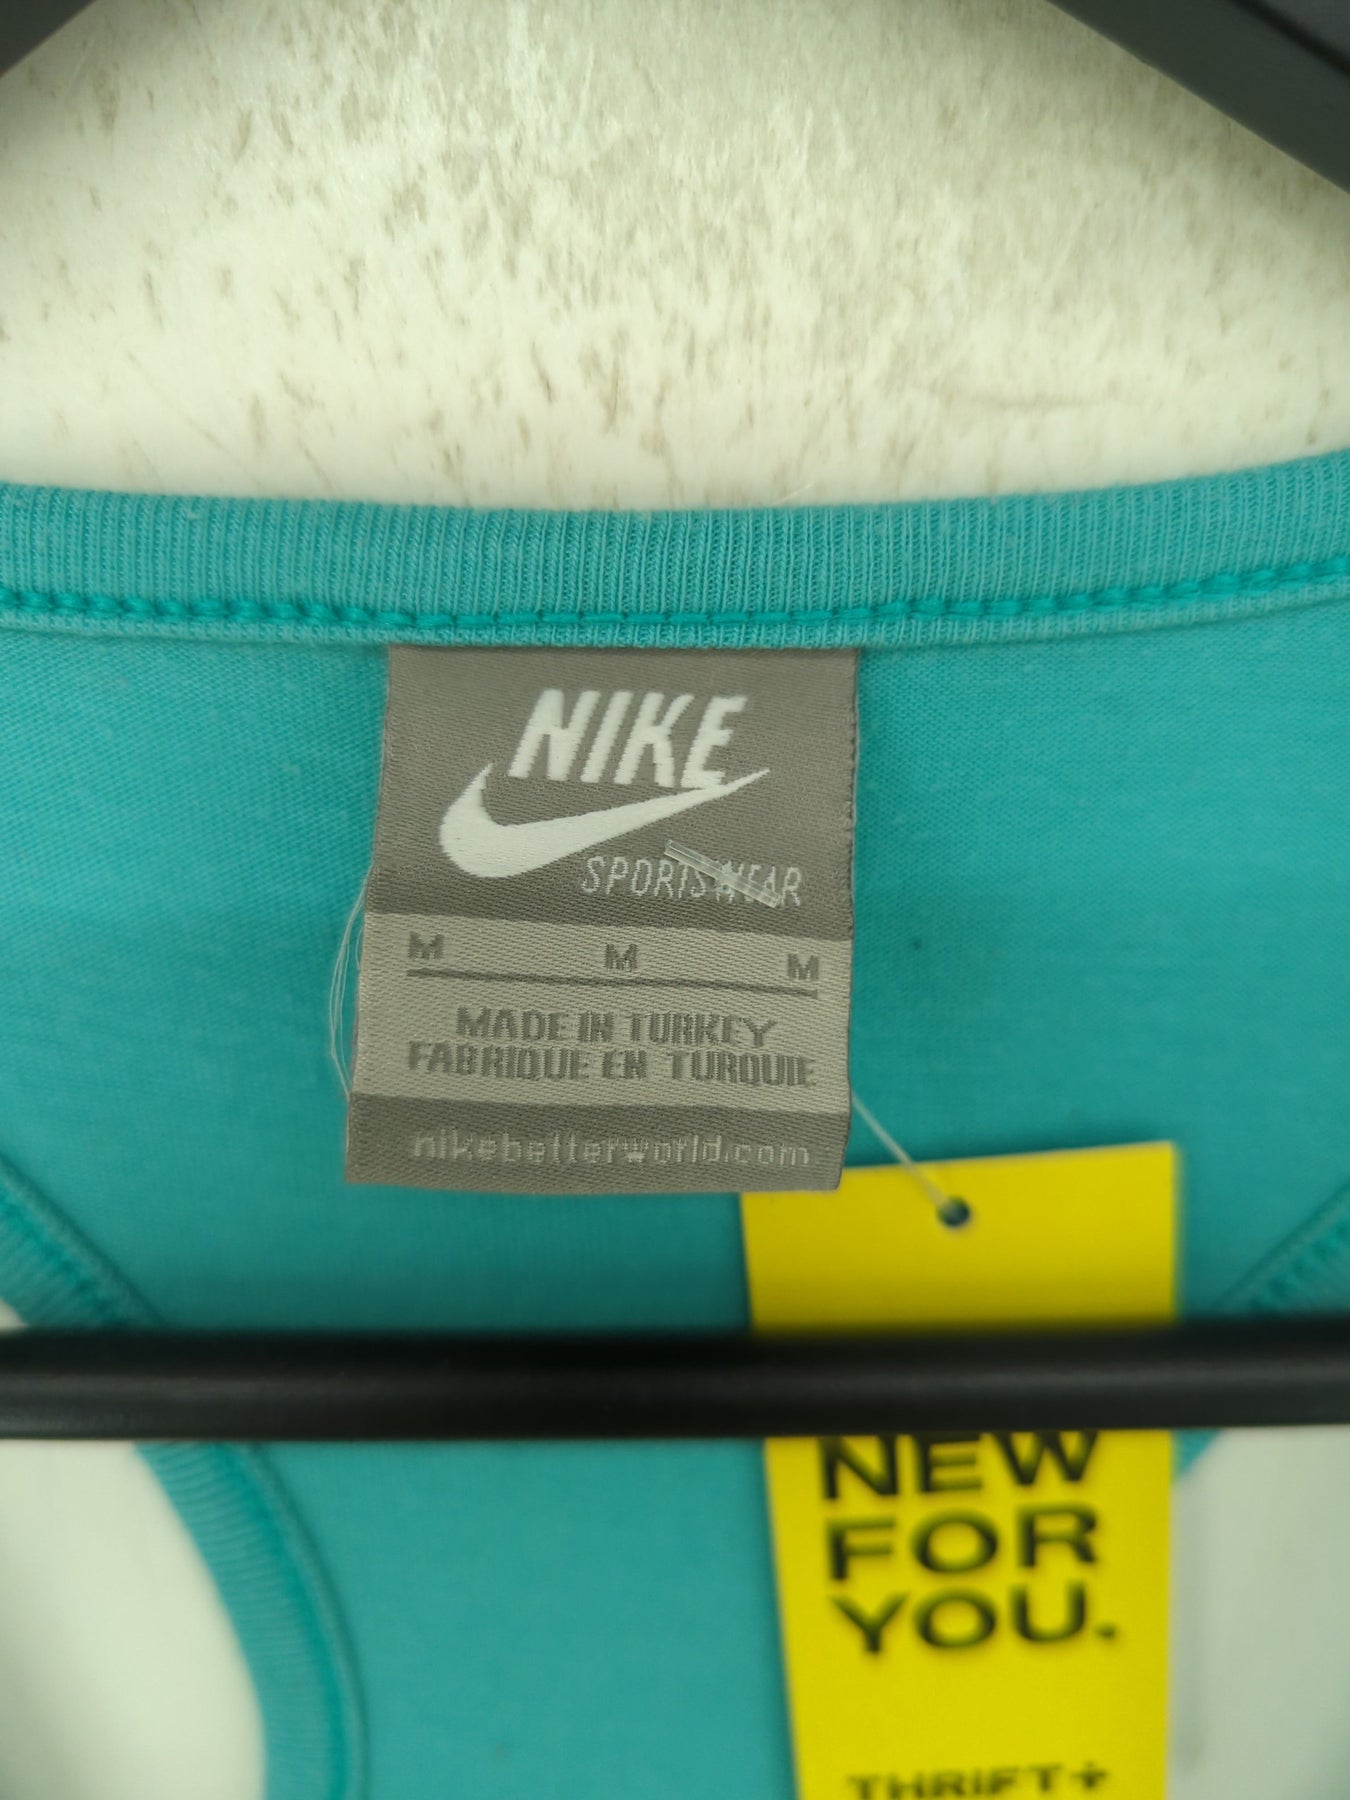 NIKE
SPORTSWEAR
M M M
MADE IN TURKEY
FABRIQUE EN TURQUIE
nikebetterworld.com
NEW
FOR
YOU.
THRIFT+